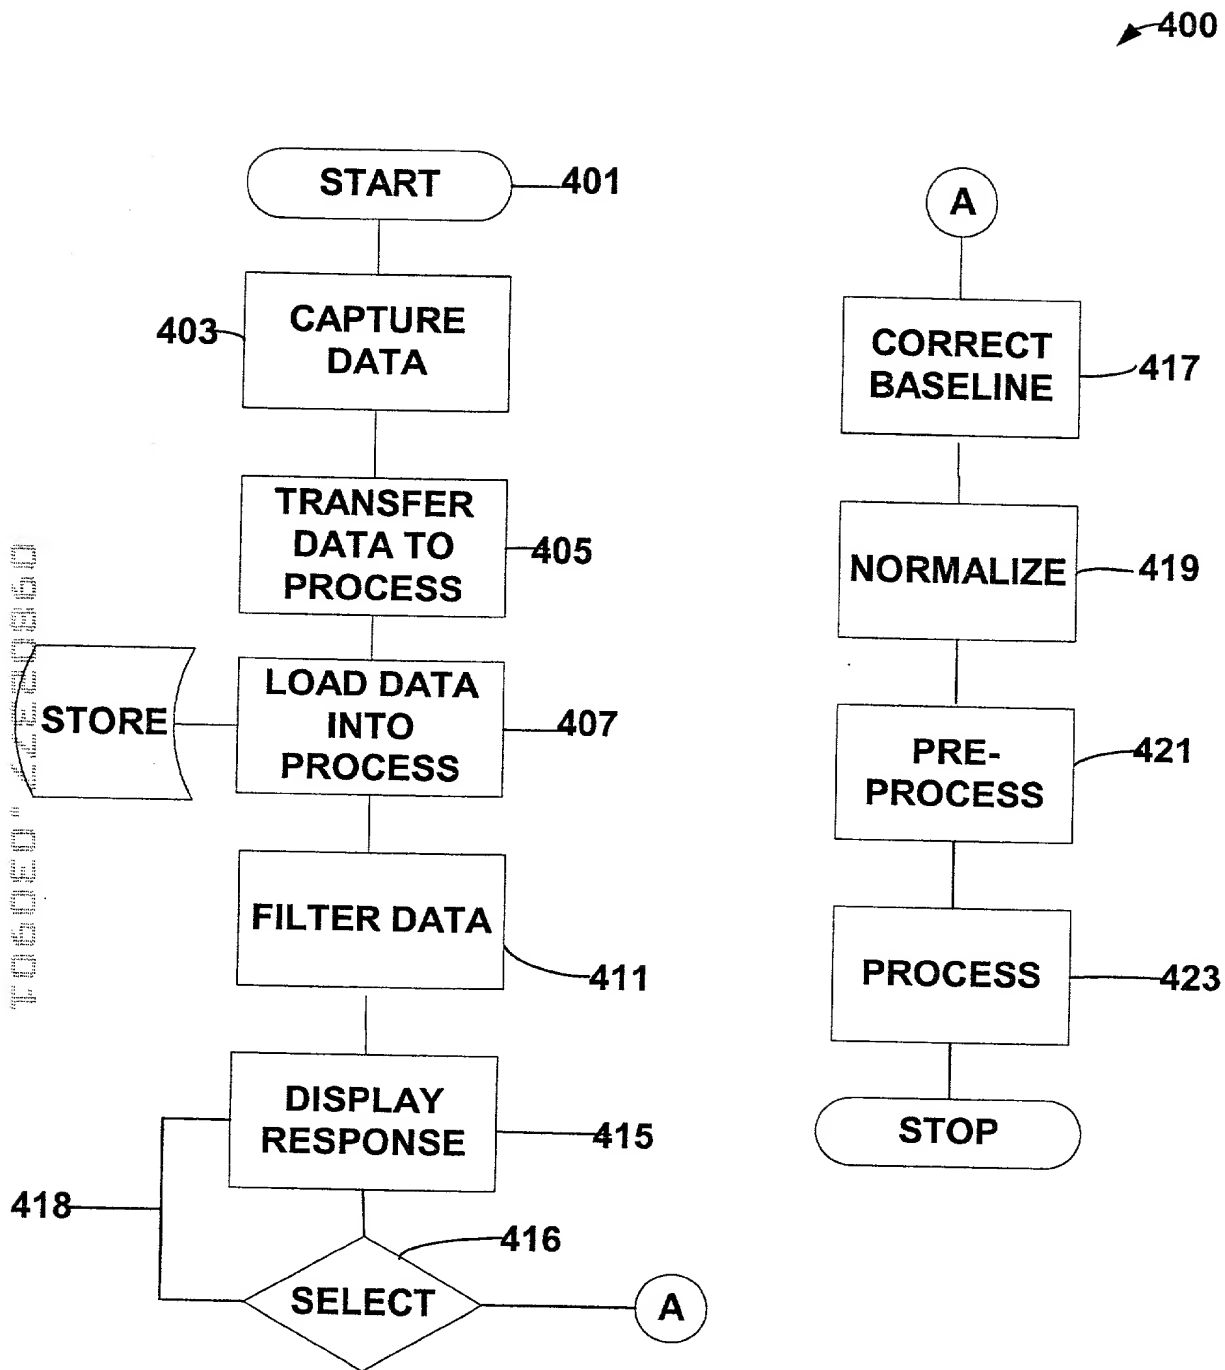 400
START
401
CAPTURE
DATA
403
TRANSFER
DATA TO
PROCESS
405
STORE
LOAD DATA
INTO
PROCESS
407
FILTER DATA
411
DISPLAY
RESPONSE
415
418
416
SELECT
A
A
CORRECT
BASELINE
417
NORMALIZE
419
PRE-
PROCESS
421
PROCESS
423
STOP